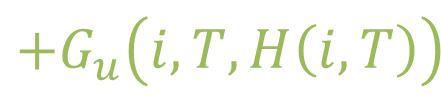 +G_u(i, T, H(i, T))